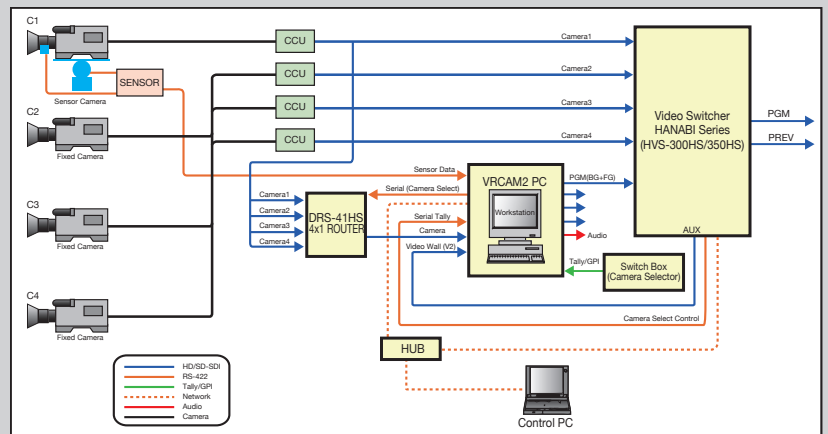 C1
Sensor Camera
SENSOR
C2
Fixed Camera
C3
Fixed Camera
C4
Fixed Camera
CCU
CCU
CCU
CCU
Camera1
Camera2
Camera3
Camera4
Video Switcher
HANABI Series
(HVS-300HS/350HS)
AUX
PGM
PREV
Sensor Data
Serial (Camera Select)
Serial Tally
Camera
Video Wall (V2)
Camera1
Camera2
Camera3
Camera4
DRS-41HS
4x1 ROUTER
VRCAM2 PC
Workstation
PGM(BG+FG)
Audio
Tally/GPI
Switch Box
(Camera Selector)
Camera Select Control
HUB
Control PC
HD/SD-SDI
RS-422
Tally/GPI
Network
Audio
Camera